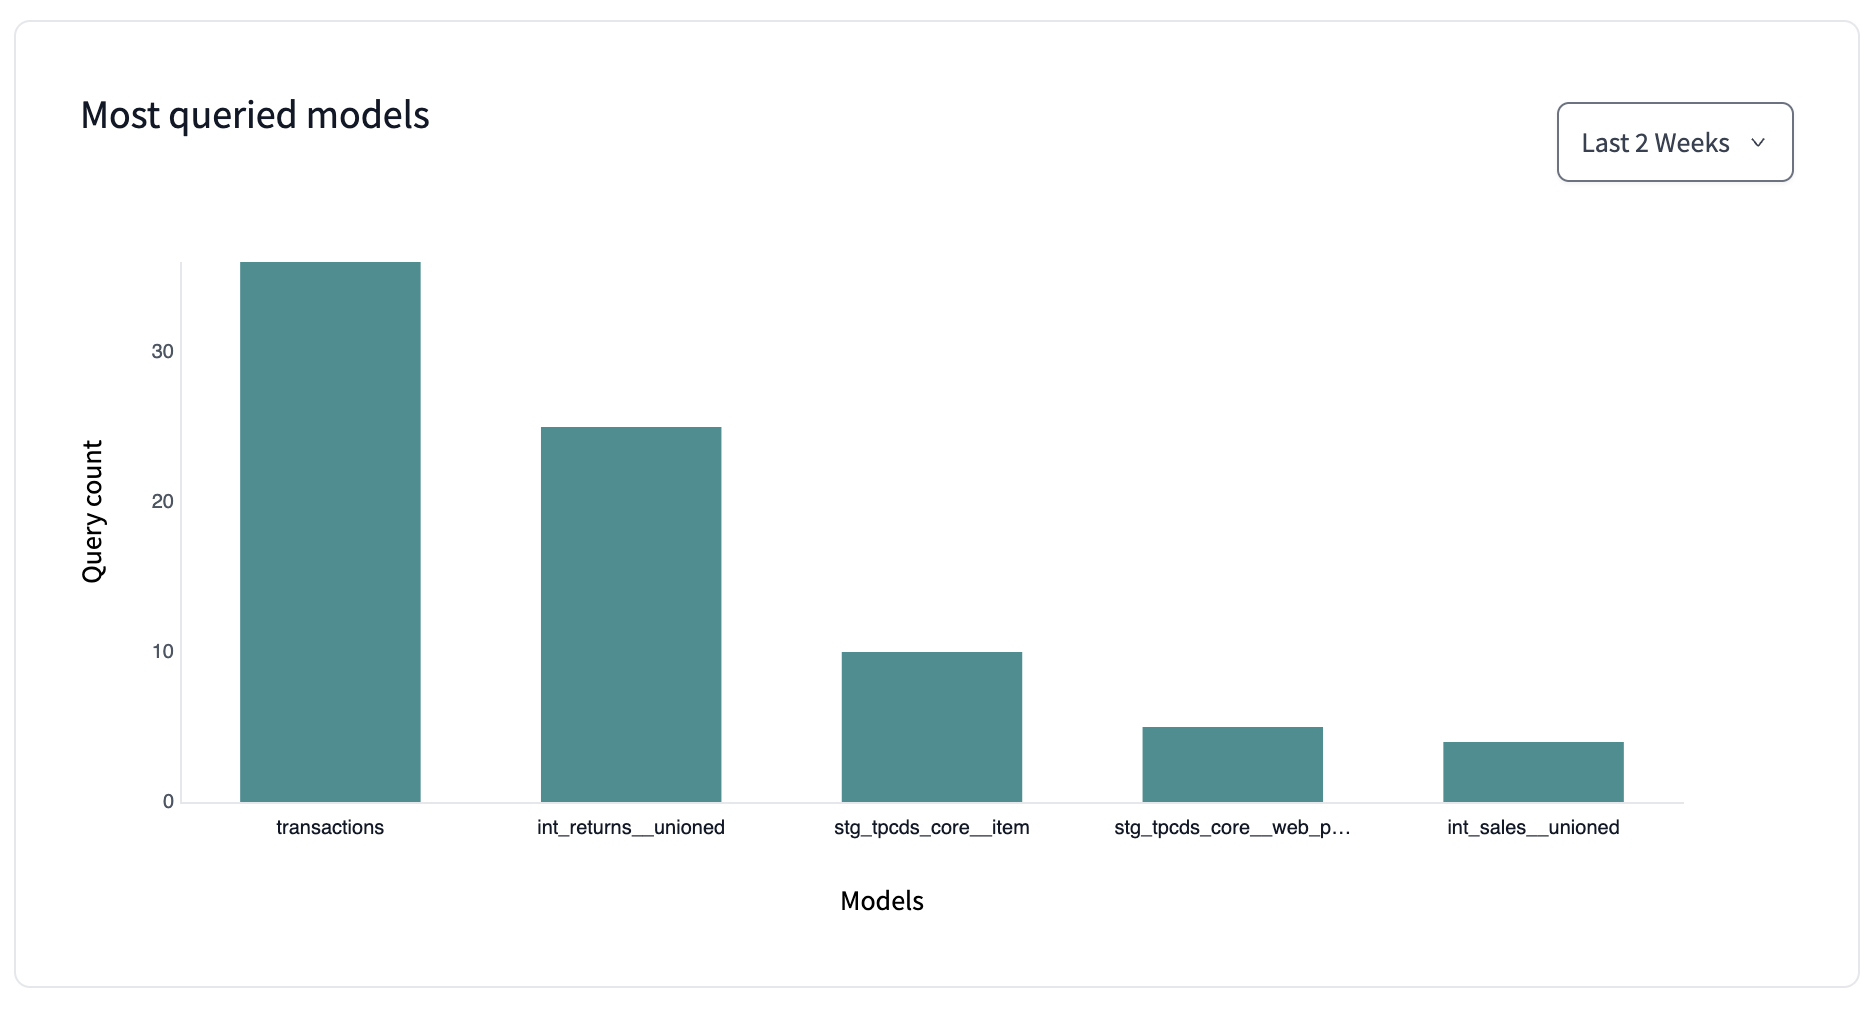 Most queried models
Last 2 Weeks
Query count
30
20
10
0
transactions
int_returns__unioned
stg_tpcds_core__item
stg_tpcds_core__web_p...
int_sales__unioned
Models